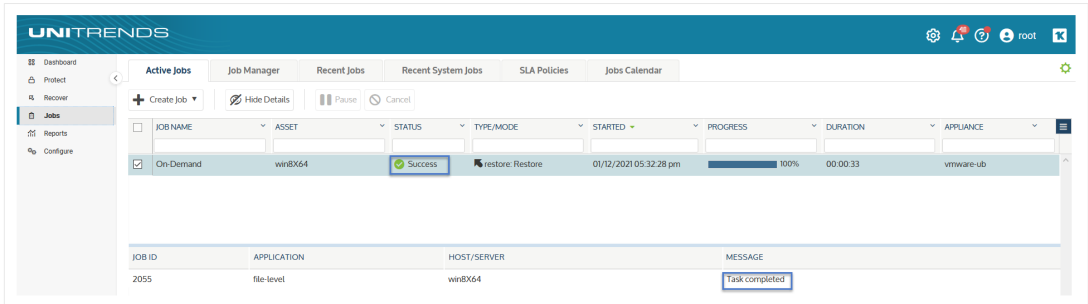 UNITRENDS
48
root
Dashboard
Protect
Recover
Jobs
Reports
Configure
Active Jobs Job Manager Recent Jobs Recent System Jobs SLA Policies Jobs Calendar
Create Job Hide Details Pause Cancel
JOB NAME ASSET STATUS TYPE/MODE STARTED PROGRESS DURATION APPLIANCE
On-Demand win8X64 Success restore: Restore 01/12/2021 05:32:28 pm 100% 00:00:33 vmware-ub
JOB ID APPLICATION HOST/SERVER MESSAGE
2055 file-level win8X64 Task completed